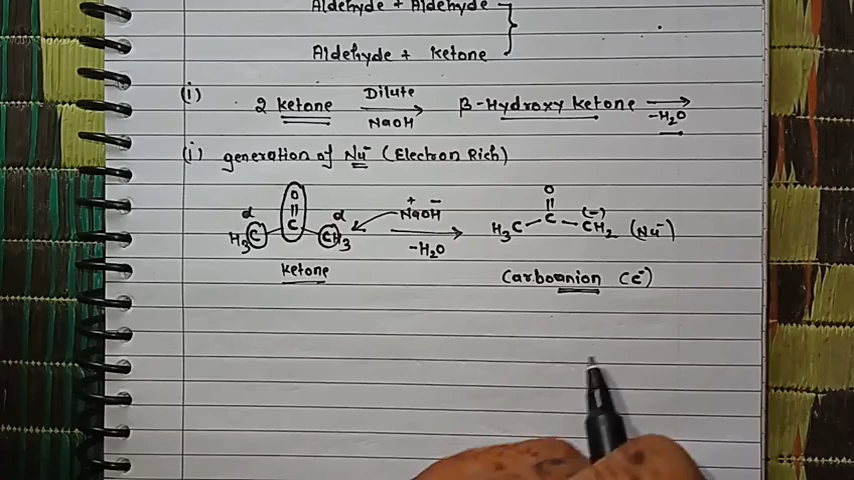 Aldehyde + Aldehyde
Aldehyde + Ketone
(i) 2 Ketone Dilute NaOH β-Hydroxy Ketone -H2O
(i) generation of Nu- (Electron Rich)
α O α + - O (-)
H3C C CH3 NaOH -H2O H3C - C - CH2 (Nu-)
Ketone Carboanion (C-)